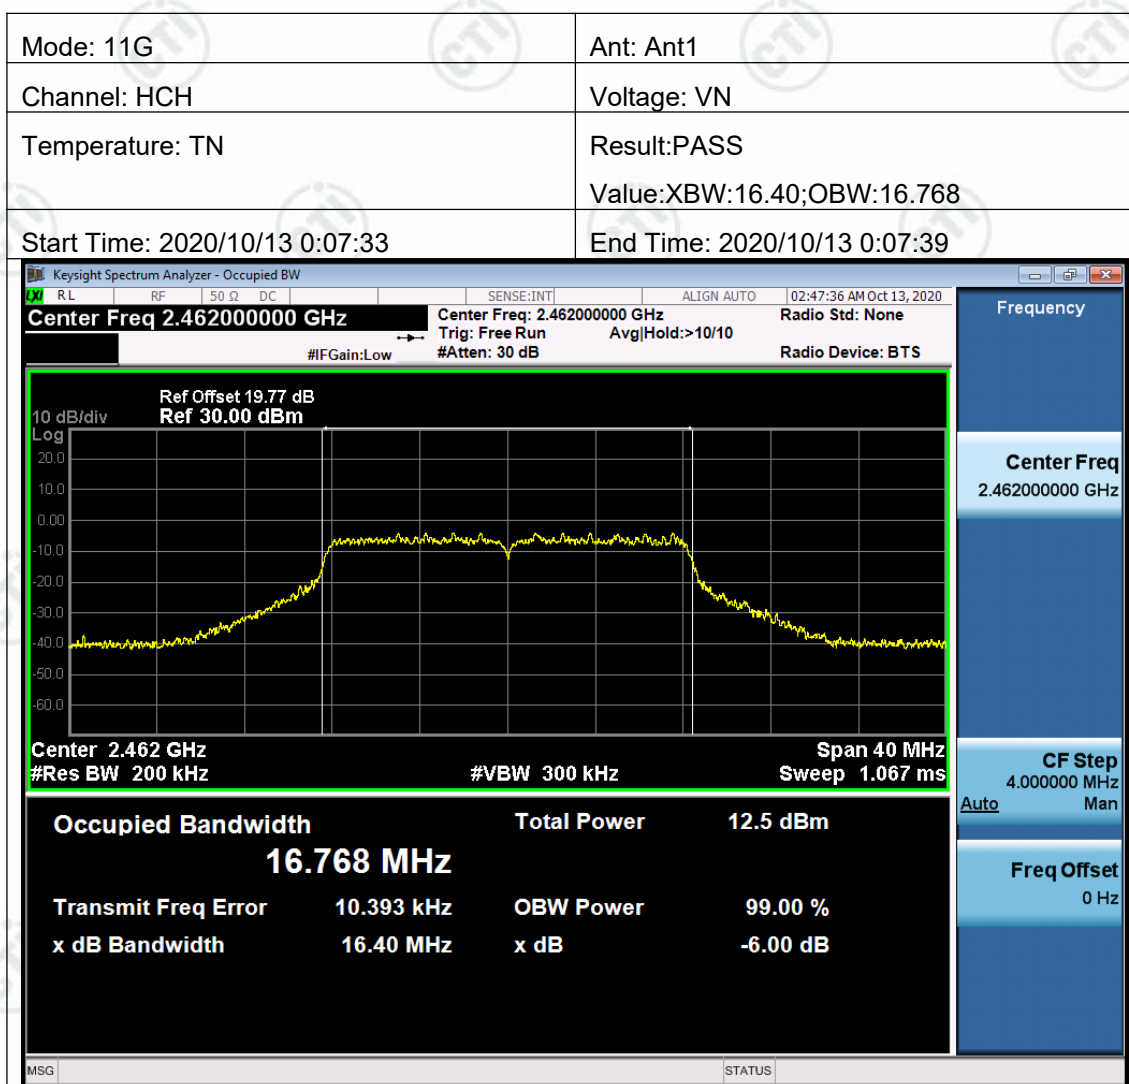 Mode: 11G
Ant: Ant1
Channel: HCH
Voltage: VN
Temperature: TN
Result:PASS
Value:XBW:16.40;OBW:16.768
Start Time: 2020/10/13 0:07:33
End Time: 2020/10/13 0:07:39
Keysight Spectrum Analyzer - Occupied BW
LXI RL RF 50 Ω DC SENSE:INT ALIGN AUTO 02:47:36 AM Oct 13, 2020
Center Freq 2.462000000 GHz
Center Freq: 2.462000000 GHz
Radio Std: None
Trig: Free Run Avg|Hold:>10/10
#IFGain:Low
#Atten: 30 dB
Radio Device: BTS
Ref Offset 19.77 dB
10 dB/div Ref 30.00 dBm
Log
20.0
10.0
0.00
-10.0
-20.0
-30.0
-40.0
-50.0
-60.0
Center 2.462 GHz
Span 40 MHz
#Res BW 200 kHz
#VBW 300 kHz
Sweep 1.067 ms
Occupied Bandwidth
Total Power 12.5 dBm
16.768 MHz
Transmit Freq Error 10.393 kHz
OBW Power 99.00 %
x dB Bandwidth 16.40 MHz
x dB -6.00 dB
MSG
STATUS
Frequency
Center Freq
2.462000000 GHz
CF Step
4.000000 MHz
Auto Man
Freq Offset
0 Hz
CTI